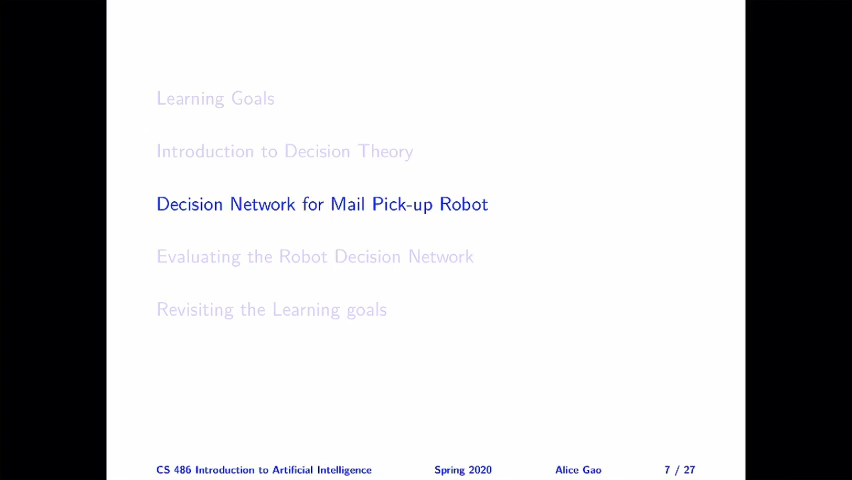 Learning Goals
Introduction to Decision Theory
Decision Network for Mail Pick-up Robot
Evaluating the Robot Decision Network
Revisiting the Learning goals
CS 486 Introduction to Artificial Intelligence Spring 2020 Alice Gao 7 / 27